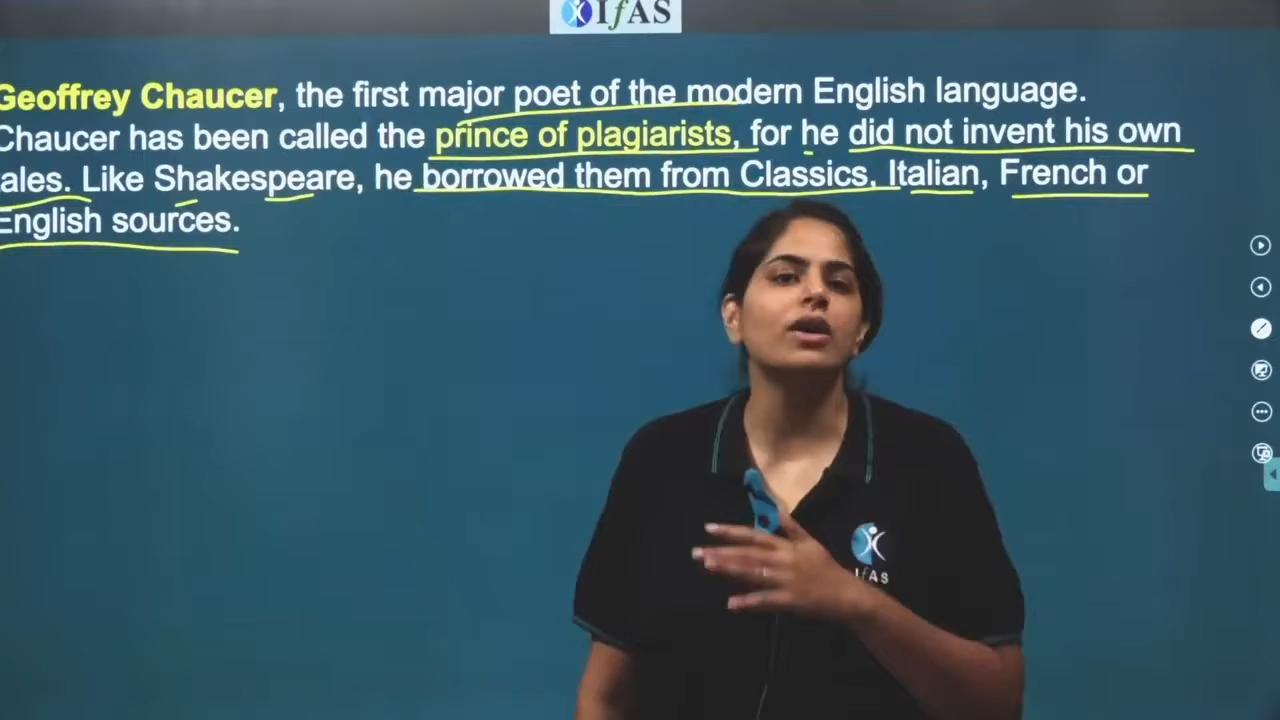 IfAS
Geoffrey Chaucer, the first major poet of the modern English language.
Chaucer has been called the prince of plagiarists, for he did not invent his own
tales. Like Shakespeare, he borrowed them from Classics, Italian, French or
English sources.
IfAS